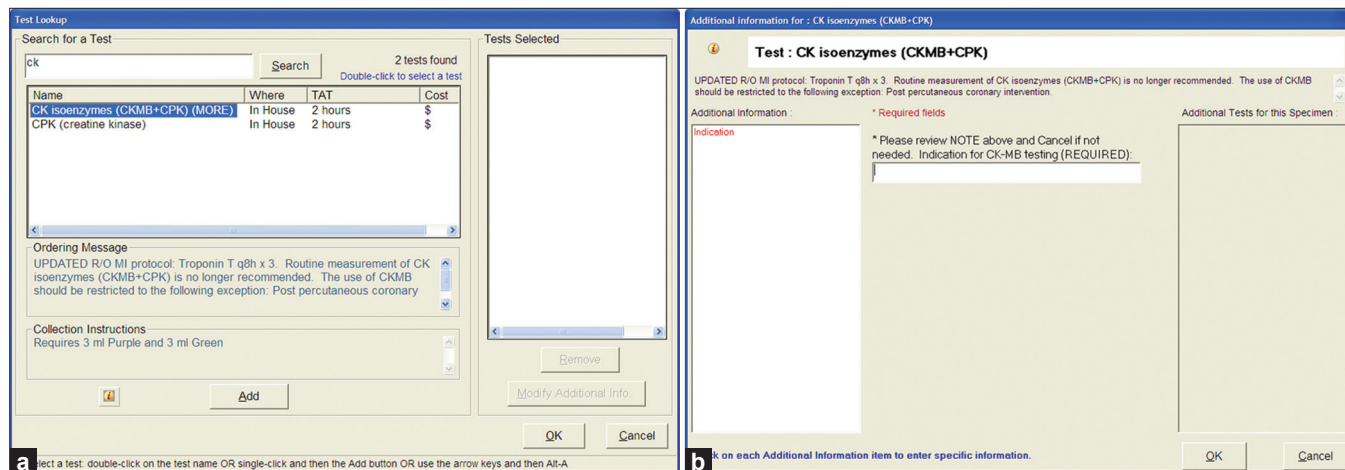 Test Lookup
Search for a Test
ck
Search
2 tests found
Double-click to select a test
Name Where TAT Cost
CK isoenzymes (CKMB+CPK) (MORE) In House 2 hours $
CPK (creatine kinase) In House 2 hours $
Ordering Message
UPDATED R/O MI protocol: Troponin T q8h x 3. Routine measurement of CK
isoenzymes (CKMB+CPK) is no longer recommended. The use of CKMB
should be restricted to the following exception: Post percutaneous coronary
Collection Instructions
Requires 3 ml Purple and 3 ml Green
Add
Tests Selected
Remove
Modify Additional Info.
OK Cancel
elect a test: double-click on the test name OR single-click and then the Add button OR use the arrow keys and then Alt-A
a
Additional information for : CK isoenzymes (CKMB+CPK)
Test : CK isoenzymes (CKMB+CPK)
UPDATED R/O MI protocol: Troponin T q8h x 3. Routine measurement of CK isoenzymes (CKMB+CPK) is no longer recommended. The use of CKMB
should be restricted to the following exception: Post percutaneous coronary intervention.
Additional Information :
* Required fields
Additional Tests for this Specimen :
Indication
* Please review NOTE above and Cancel if not
needed. Indication for CK-MB testing (REQUIRED):
k on each Additional Information item to enter specific information.
OK Cancel
b